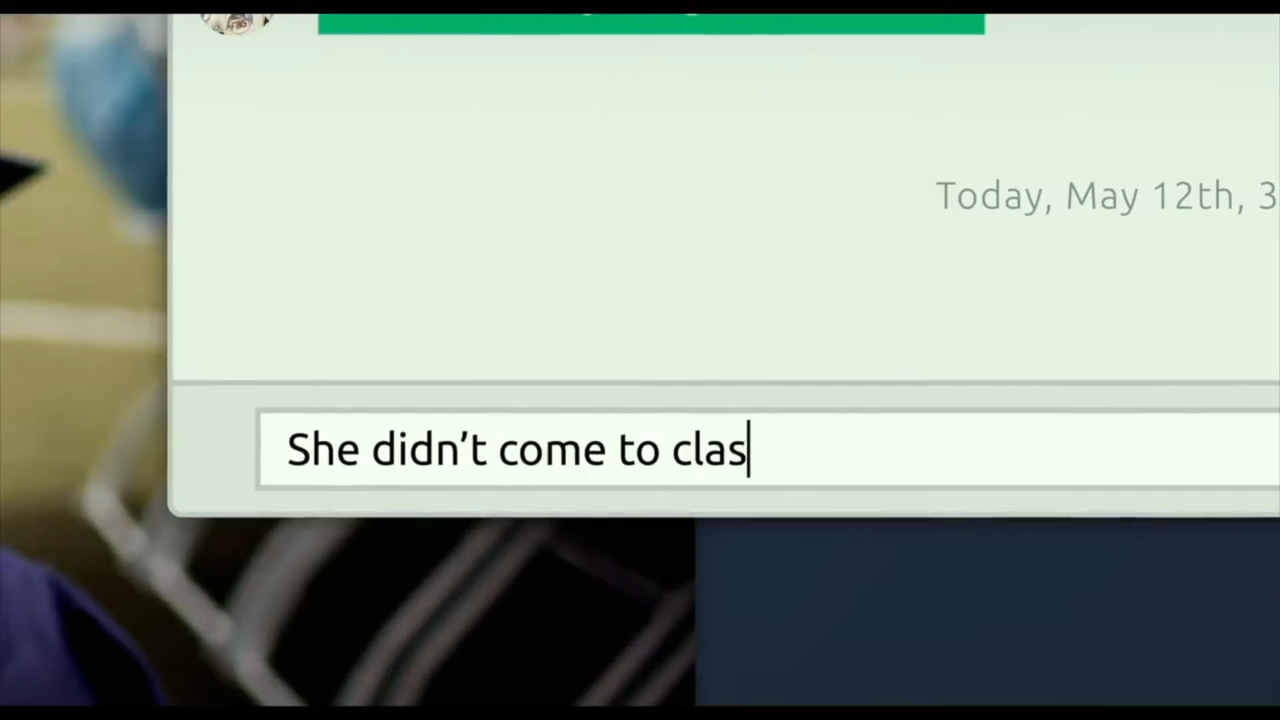 Today, May 12th, 3
She didn’t come to clas